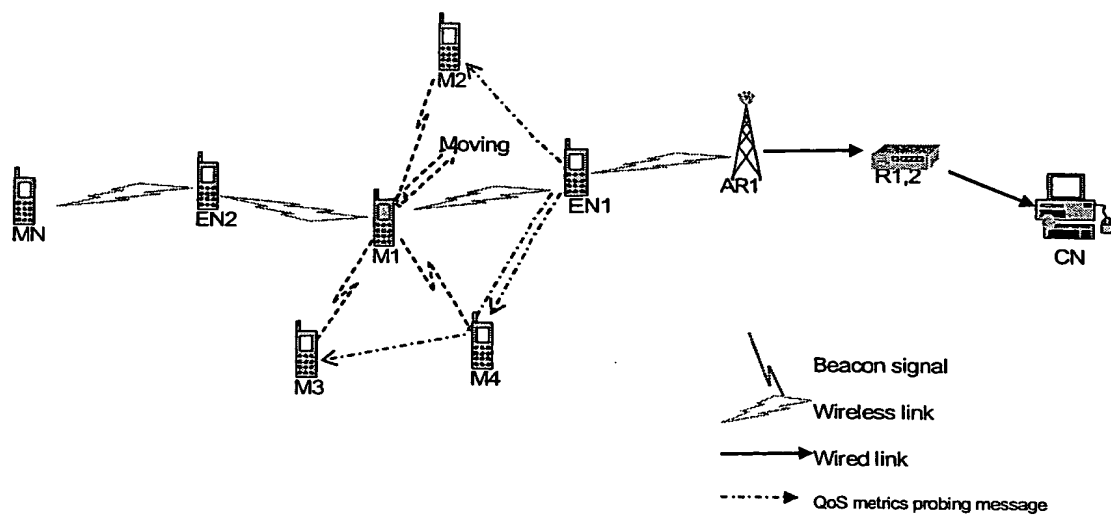 M2
Moving
MN
EN2
M1
EN1
AR1
R1,2
CN
M3
M4
Beacon signal
Wireless link
Wired link
QoS metrics probing message